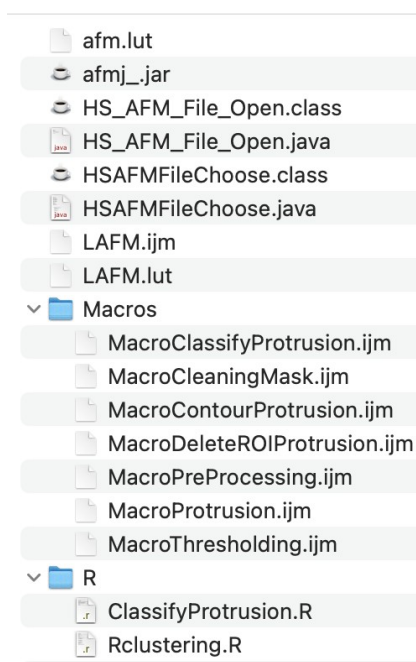 afm.lut
afmj_.jar
HS_AFM_File_Open.class
HS_AFM_File_Open.java
HSAFMFileChoose.class
HSAFMFileChoose.java
LAFM.ijm
LAFM.lut
Macros
MacroClassifyProtrusion.ijm
MacroCleaningMask.ijm
MacroContourProtrusion.ijm
MacroDeleteROIProtrusion.ijm
MacroPreProcessing.ijm
MacroProtrusion.ijm
MacroThresholding.ijm
R
ClassifyProtrusion.R
Rclustering.R